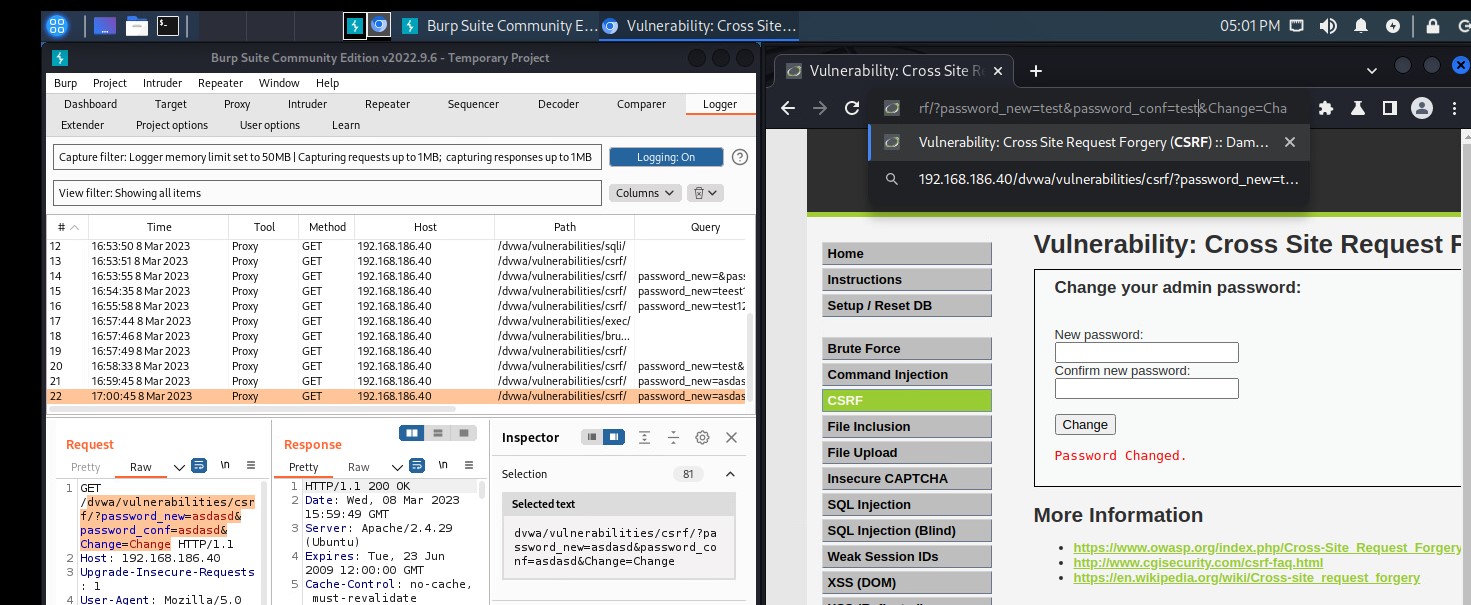 Burp Suite Community E...
Vulnerability: Cross Site...
05:01 PM
Burp Suite Community Edition v2022.9.6 - Temporary Project
Burp Project Intruder Repeater Window Help
Dashboard Target Proxy Intruder Repeater Sequencer Decoder Comparer Logger
Extender Project options User options Learn
Capture filter: Logger memory limit set to 50MB | Capturing requests up to 1MB; capturing responses up to 1MB
Logging: On
View filter: Showing all items
Columns
# Time Tool Method Host Path Query
12 16:53:50 8 Mar 2023 Proxy GET 192.168.186.40 /dvwa/vulnerabilities/sqli/
13 16:53:51 8 Mar 2023 Proxy GET 192.168.186.40 /dvwa/vulnerabilities/csrf/
14 16:53:55 8 Mar 2023 Proxy GET 192.168.186.40 /dvwa/vulnerabilities/csrf/ password_new=&pas
15 16:54:35 8 Mar 2023 Proxy GET 192.168.186.40 /dvwa/vulnerabilities/csrf/ password_new=teest
16 16:55:58 8 Mar 2023 Proxy GET 192.168.186.40 /dvwa/vulnerabilities/csrf/ password_new=test12
17 16:57:44 8 Mar 2023 Proxy GET 192.168.186.40 /dvwa/vulnerabilities/exec/
18 16:57:46 8 Mar 2023 Proxy GET 192.168.186.40 /dvwa/vulnerabilities/bru...
19 16:57:49 8 Mar 2023 Proxy GET 192.168.186.40 /dvwa/vulnerabilities/csrf/
20 16:58:33 8 Mar 2023 Proxy GET 192.168.186.40 /dvwa/vulnerabilities/csrf/ password_new=test&
21 16:59:45 8 Mar 2023 Proxy GET 192.168.186.40 /dvwa/vulnerabilities/csrf/ password_new=asdas
22 17:00:45 8 Mar 2023 Proxy GET 192.168.186.40 /dvwa/vulnerabilities/csrf/ password_new=asdas
Request
Pretty Raw \n
1 GET
/dvwa/vulnerabilities/csr
f/?password_new=asdasd&
password_conf=asdasd&
Change=Change HTTP/1.1
2 Host: 192.168.186.40
3 Upgrade-Insecure-Requests
: 1
4 User-Agent: Mozilla/5.0
Response
Pretty Raw \n
1 HTTP/1.1 200 OK
2 Date: Wed, 08 Mar 2023
15:59:49 GMT
3 Server: Apache/2.4.29
(Ubuntu)
4 Expires: Tue, 23 Jun
2009 12:00:00 GMT
5 Cache-Control: no-cache,
must-revalidate
Inspector
Selection 81
Selected text
dvwa/vulnerabilities/csrf/?pa
ssword_new=asdasd&password_co
nf=asdasd&Change=Change
Vulnerability: Cross Site R
rf/?password_new=test&password_conf=test&Change=Cha
Vulnerability: Cross Site Request Forgery (CSRF) :: Dam...
192.168.186.40/dvwa/vulnerabilities/csrf/?password_new=t...
Home
Instructions
Setup / Reset DB
Brute Force
Command Injection
CSRF
File Inclusion
File Upload
Insecure CAPTCHA
SQL Injection
SQL Injection (Blind)
Weak Session IDs
XSS (DOM)
Vulnerability: Cross Site Request F
Change your admin password:
New password:
Confirm new password:
Change
Password Changed.
More Information
https://www.owasp.org/index.php/Cross-Site_Request_Forgery
http://www.cgisecurity.com/csrf-faq.html
https://en.wikipedia.org/wiki/Cross-site_request_forgery